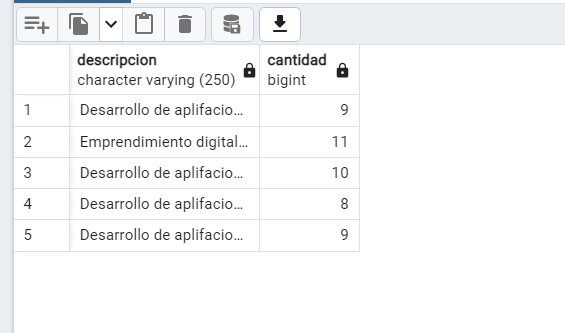 descripcion cantidad
character varying (250) bigint
1 Desarrollo de aplifacio... 9
2 Emprendimiento digital... 11
3 Desarrollo de aplifacio... 10
4 Desarrollo de aplifacio... 8
5 Desarrollo de aplifacio... 9